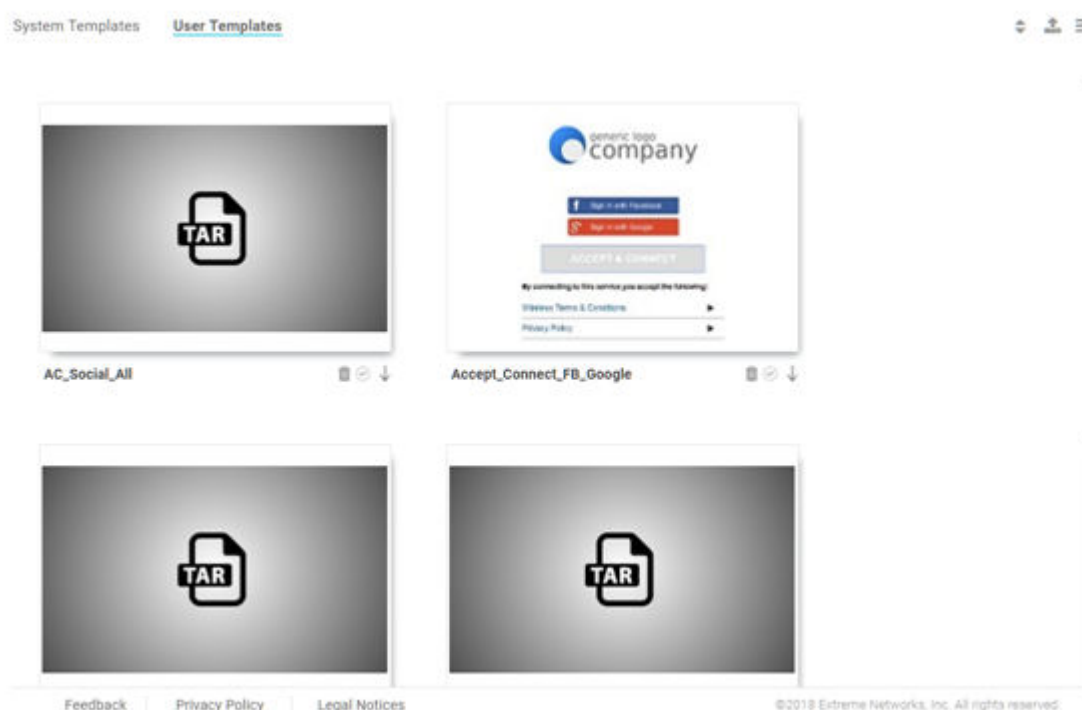 System Templates
User Templates
TAR
generic logo
company
Sign in with Facebook
Sign in with Google
ACCEPT & CONNECT
By connecting to this service you accept the following:
Wireless Terms & Conditions
Privacy Policy
AC_Social_All
Accept_Connect_FB_Google
TAR
TAR
Feedback
Privacy Policy
Legal Notices
©2018 Extreme Networks, Inc. All rights reserved.